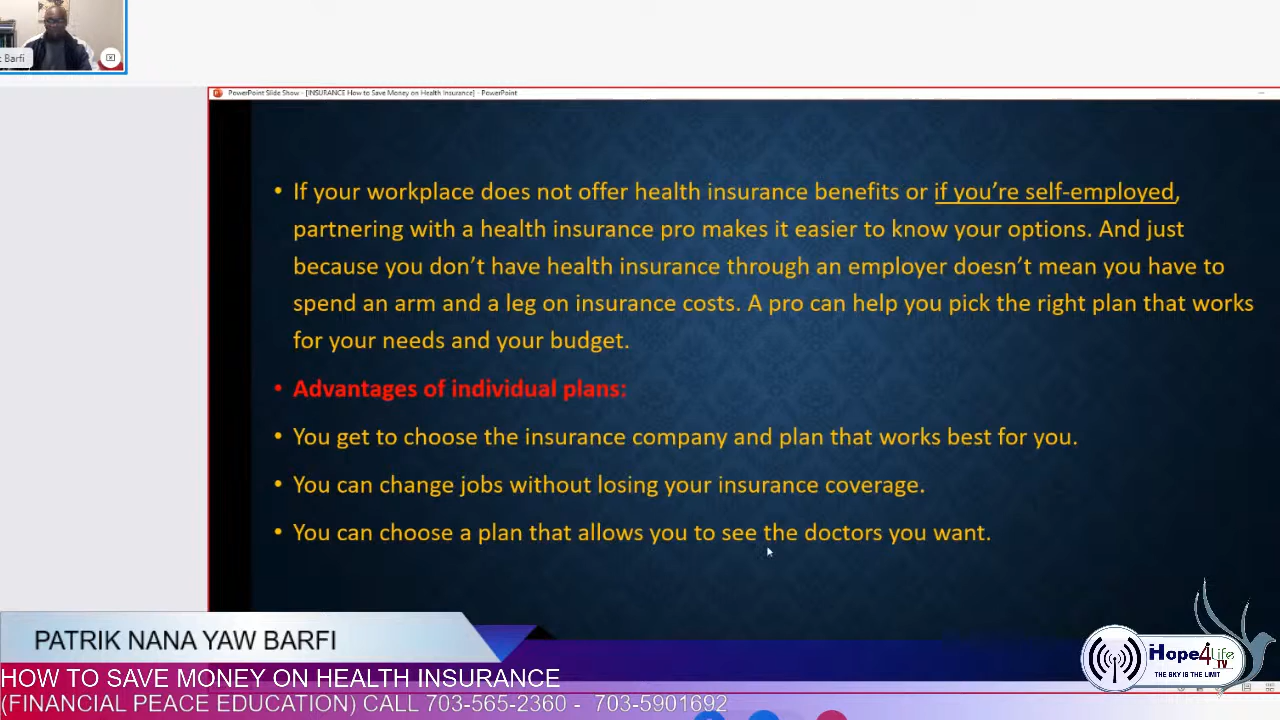 Barfi
PowerPoint Slide Show - [INSURANCE How to Save Money on Health Insurance] - PowerPoint
• If your workplace does not offer health insurance benefits or if you’re self-employed,
partnering with a health insurance pro makes it easier to know your options. And just
because you don’t have health insurance through an employer doesn’t mean you have to
spend an arm and a leg on insurance costs. A pro can help you pick the right plan that works
for your needs and your budget.
• Advantages of individual plans:
• You get to choose the insurance company and plan that works best for you.
• You can change jobs without losing your insurance coverage.
• You can choose a plan that allows you to see the doctors you want.
PATRIK NANA YAW BARFI
HOW TO SAVE MONEY ON HEALTH INSURANCE
(FINANCIAL PEACE EDUCATION) CALL 703-565-2360 - 703-5901692
Hope4Life
TV
THE SKY IS THE LIMIT